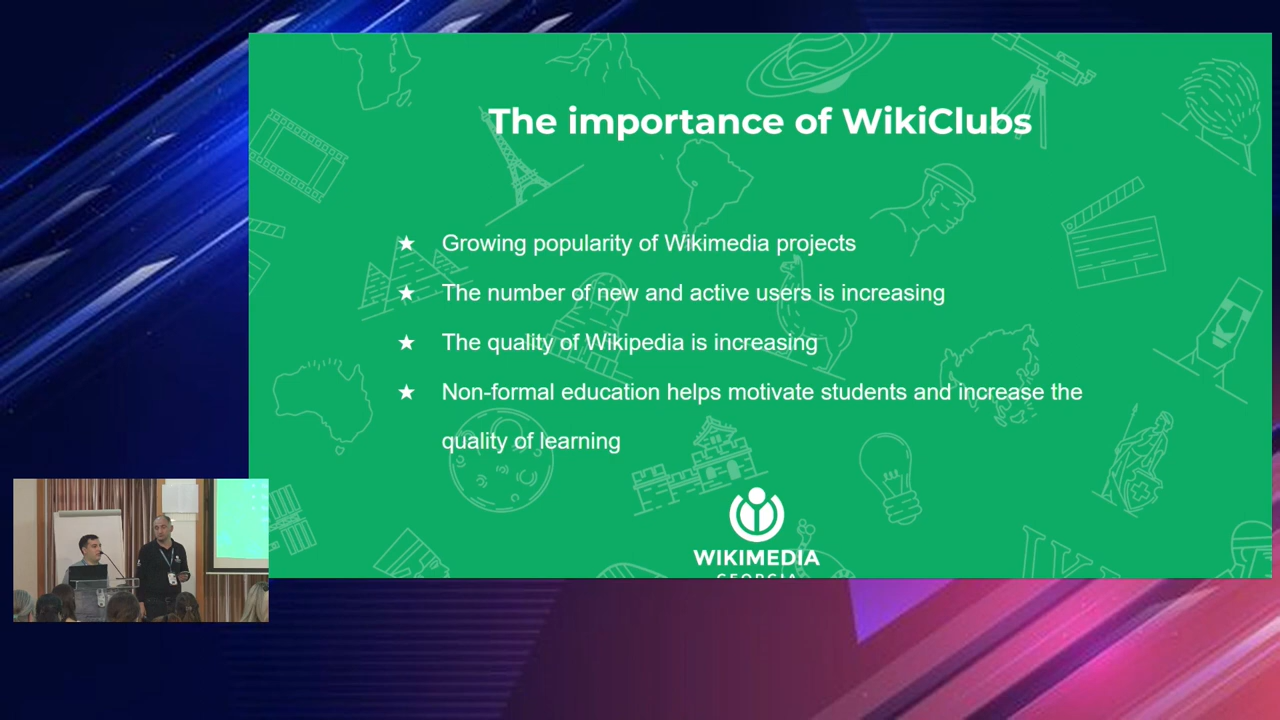 The importance of WikiClubs
★ Growing popularity of Wikimedia projects
★ The number of new and active users is increasing
★ The quality of Wikipedia is increasing
★ Non-formal education helps motivate students and increase the
quality of learning
WIKIMEDIA
GEORGIA